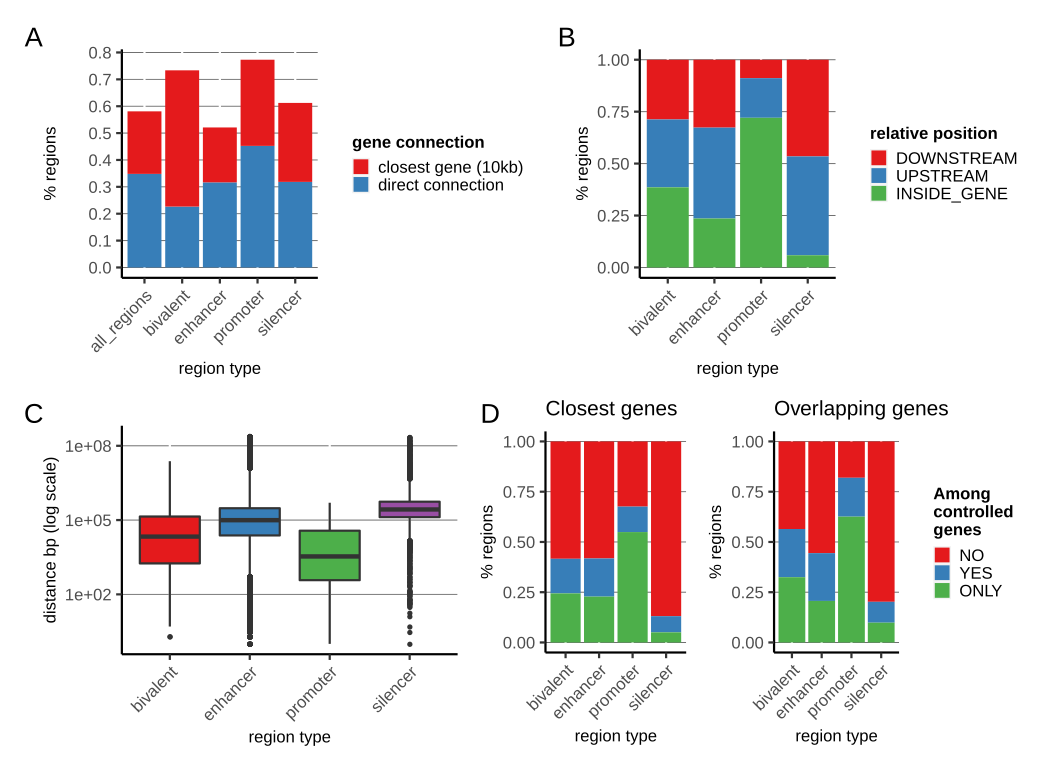 A
0.8
0.7
0.6
0.5
0.4
0.3
0.2
0.1
0.0
% regions
all_regions
bivalent
enhancer
promoter
silencer
region type
gene connection
closest gene (10kb)
direct connection
B
1.00
0.75
0.50
0.25
0.00
% regions
bivalent
enhancer
promoter
silencer
region type
relative position
DOWNSTREAM
UPSTREAM
INSIDE_GENE
C
1e+08
1e+05
1e+02
distance bp (log scale)
bivalent
enhancer
promoter
silencer
region type
D
Closest genes
1.00
0.75
0.50
0.25
0.00
% regions
bivalent
enhancer
promoter
silencer
region type
Overlapping genes
1.00
0.75
0.50
0.25
0.00
% regions
bivalent
enhancer
promoter
silencer
region type
Among
controlled
genes
NO
YES
ONLY